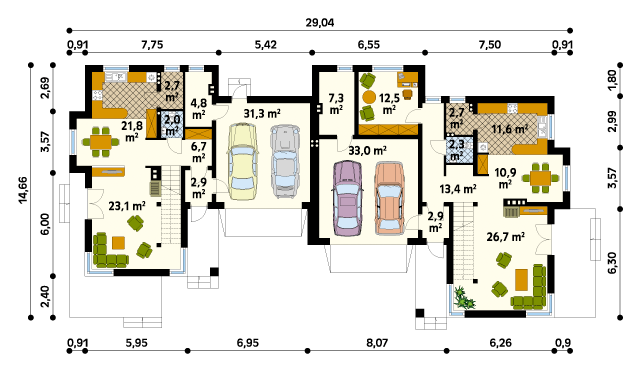 29,04
0,91 7,75 5,42 6,55 7,50 0,91
14,66
2,69
3,57
6,00
2,40
1,80
2,99
3,57
6,30
2,7 m²
4,8 m²
2,0 m²
21,8 m²
6,7 m²
2,9 m²
23,1 m²
31,3 m²
7,3 m²
12,5 m²
33,0 m²
2,7 m²
11,6 m²
2,3 m²
10,9 m²
13,4 m²
2,9 m²
26,7 m²
0,91 5,95 6,95 8,07 6,26 0,9